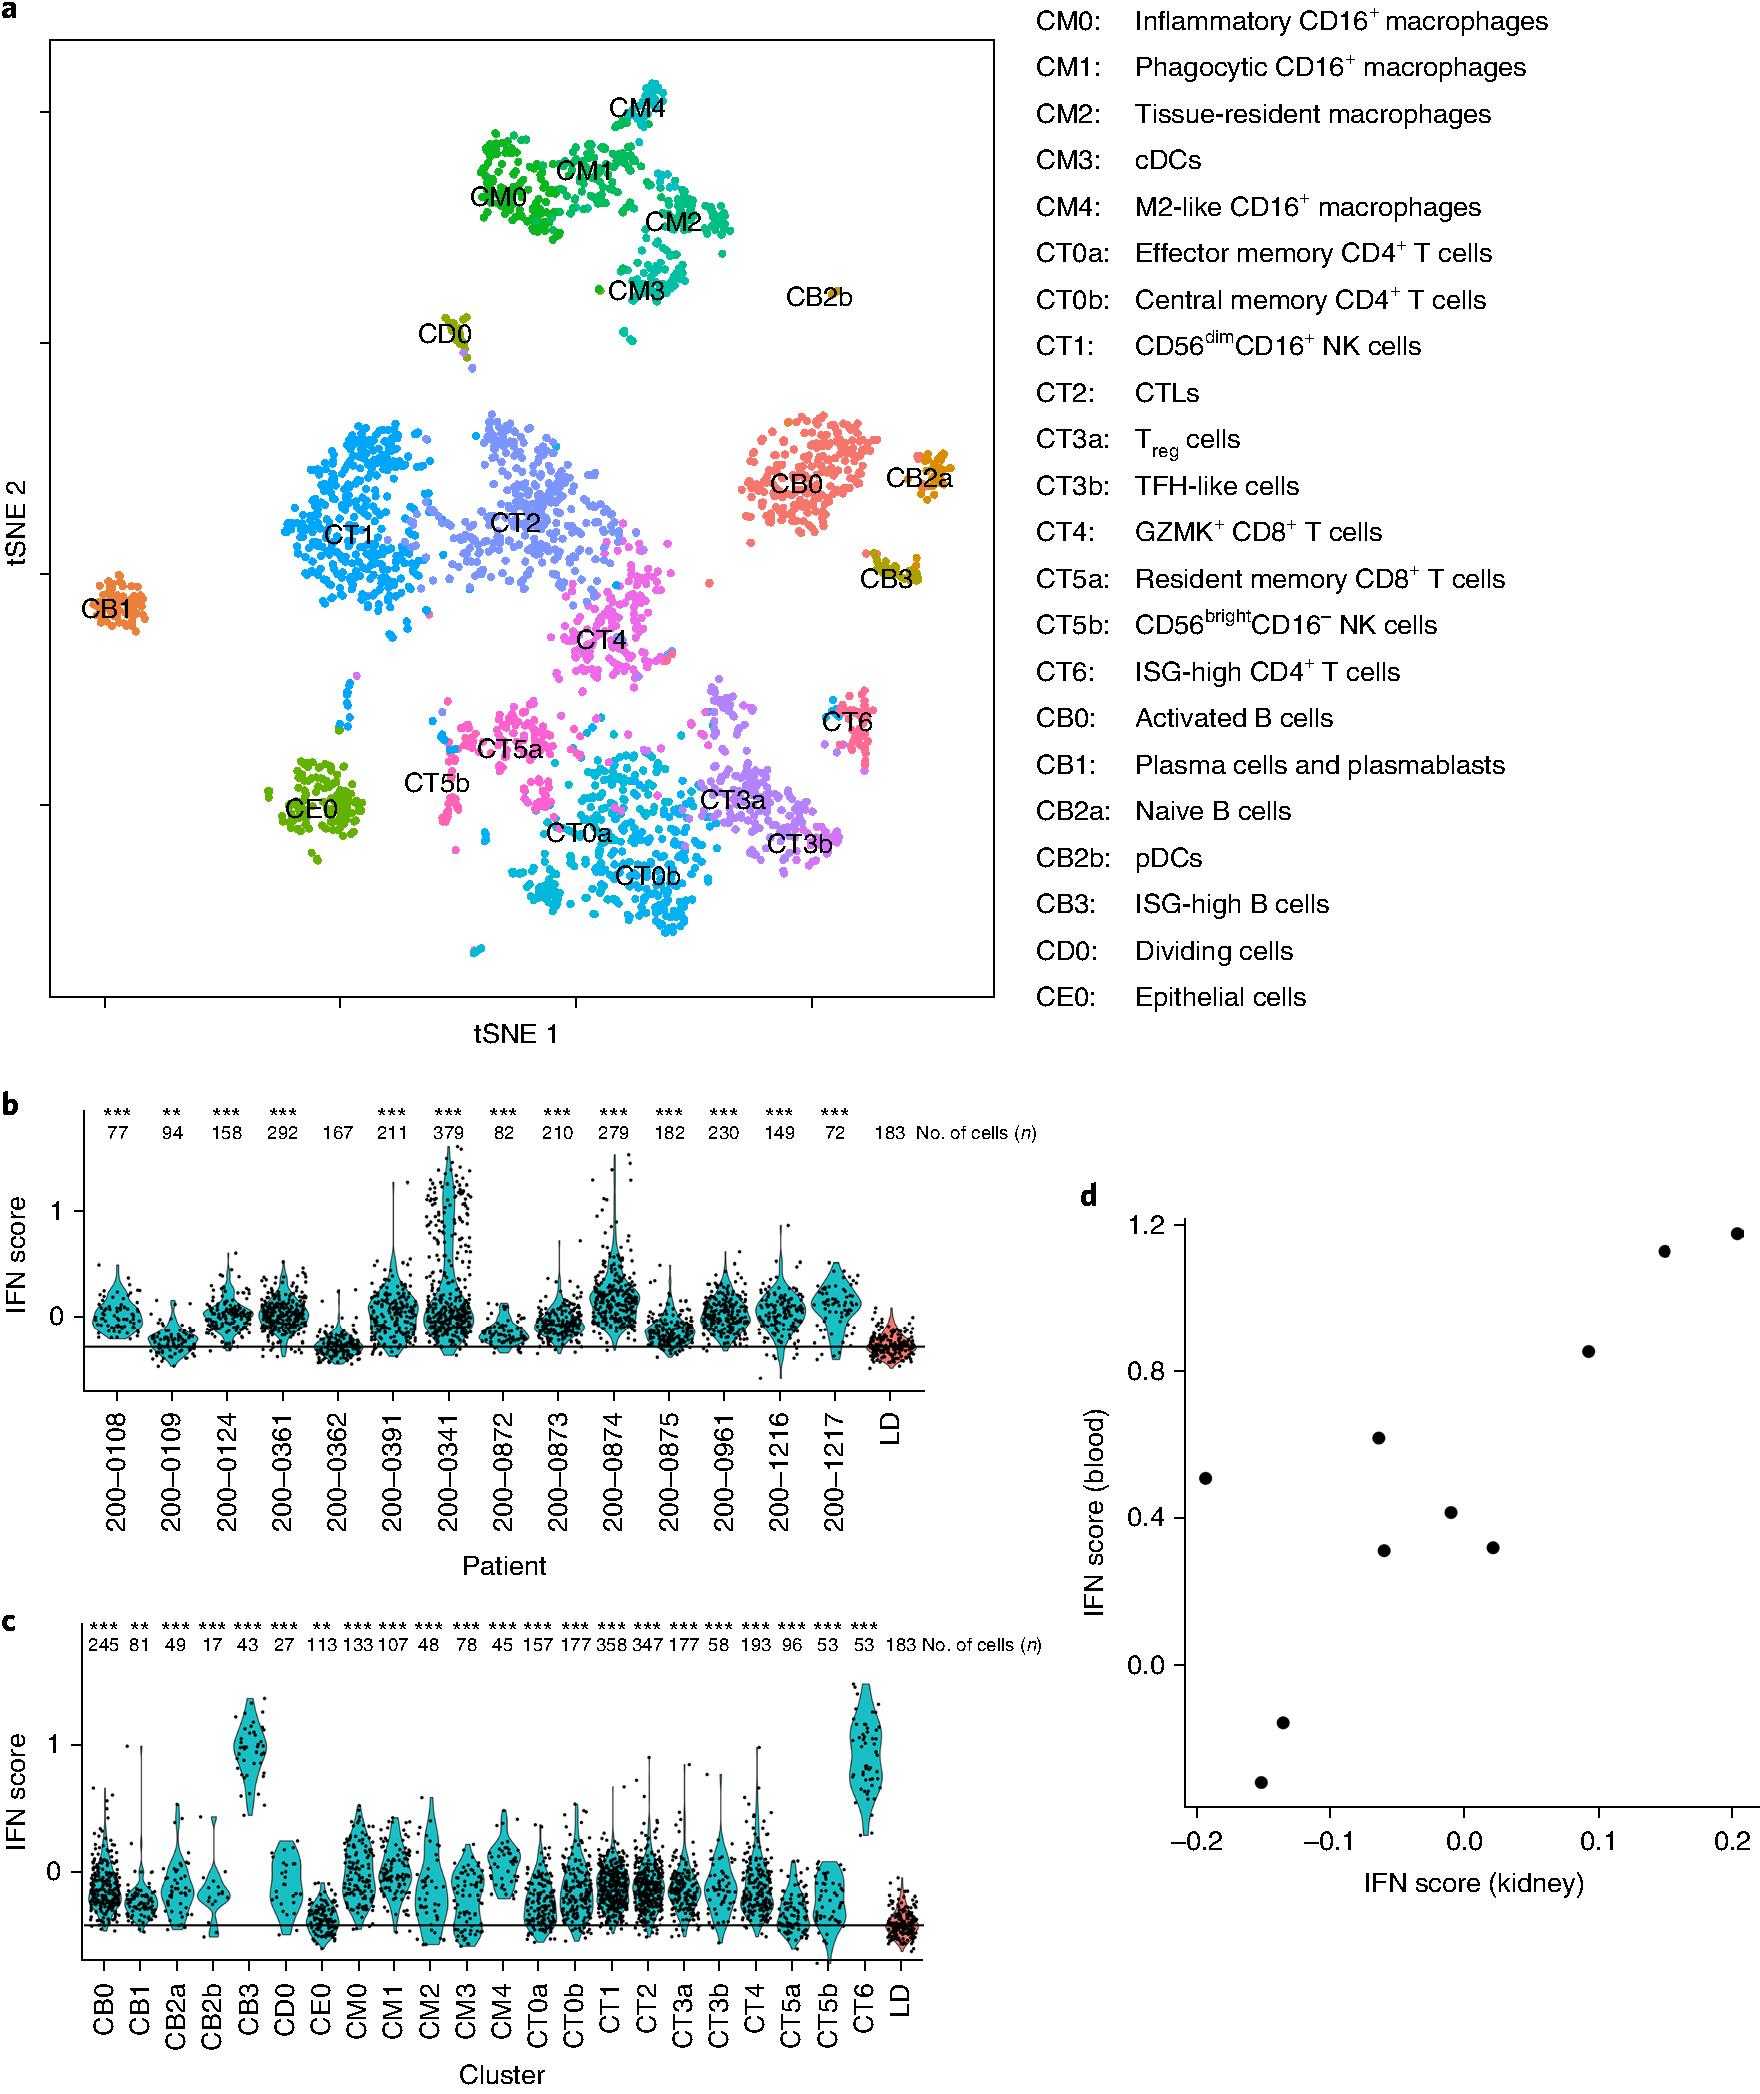 a
CM0: Inflammatory CD16+ macrophages
CM1: Phagocytic CD16+ macrophages
CM2: Tissue-resident macrophages
CM3: cDCs
CM4: M2-like CD16+ macrophages
CT0a: Effector memory CD4+ T cells
CT0b: Central memory CD4+ T cells
CT1: CD56dimCD16+ NK cells
CT2: CTLs
CT3a: Treg cells
CT3b: TFH-like cells
CT4: GZMK+ CD8+ T cells
CT5a: Resident memory CD8+ T cells
CT5b: CD56brightCD16− NK cells
CT6: ISG-high CD4+ T cells
CB0: Activated B cells
CB1: Plasma cells and plasmablasts
CB2a: Naive B cells
CB2b: pDCs
CB3: ISG-high B cells
CD0: Dividing cells
CE0: Epithelial cells
CM4
CM1
CM0
CM2
CM3
CB2b
CD0
CB0
CB2a
CT2
CT1
CB3
CB1
CT4
CT6
CT5a
CT5b
CT3a
CE0
CT0a
CT3b
CT0b
tSNE 2
tSNE 1
b
*** ** *** *** *** *** *** *** *** *** *** *** ***
77 94 158 292 167 211 379 82 210 279 182 230 149 72 183 No. of cells (n)
IFN score
1
0
200–0108 200–0109 200–0124 200–0361 200–0362 200–0391 200–0341 200–0872 200–0873 200–0874 200–0875 200–0961 200–1216 200–1217 LD
Patient
c
*** ** *** *** *** *** ** *** *** *** *** *** *** *** *** *** *** *** *** *** *** ***
245 81 49 17 43 27 113 133 107 48 78 45 157 177 358 347 177 58 193 96 53 53 183 No. of cells (n)
IFN score
1
0
CB0 CB1 CB2a CB2b CB3 CD0 CE0 CM0 CM1 CM2 CM3 CM4 CT0a CT0b CT1 CT2 CT3a CT3b CT4 CT5a CT5b CT6 LD
Cluster
d
IFN score (blood)
1.2
0.8
0.4
0.0
−0.2 −0.1 0.0 0.1 0.2
IFN score (kidney)